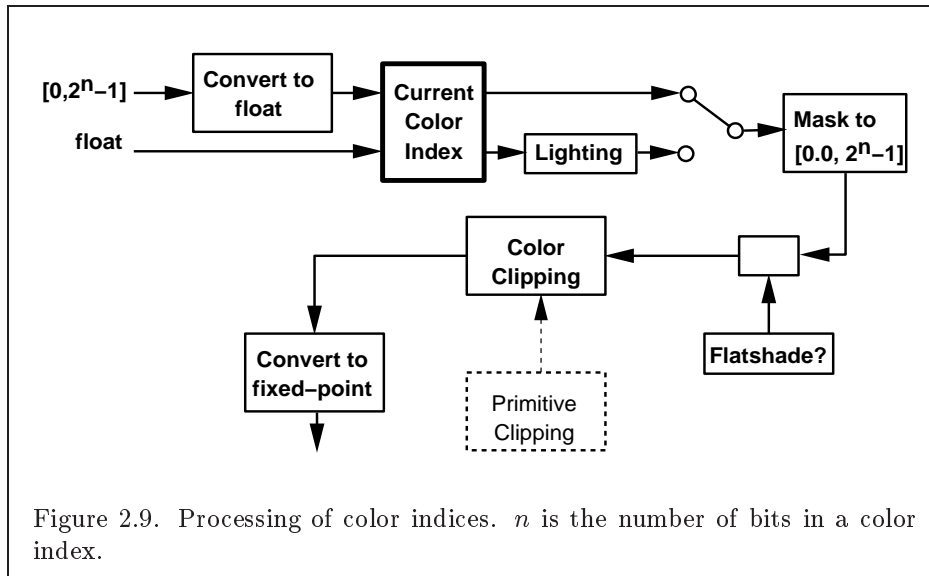 [0,2ⁿ–1]
Convert to
float
float
Current
Color
Index
Lighting
Mask to
[0.0, 2ⁿ–1]
Color
Clipping
Flatshade?
Convert to
fixed–point
Primitive
Clipping
Figure 2.9. Processing of color indices. n is the number of bits in a color
index.